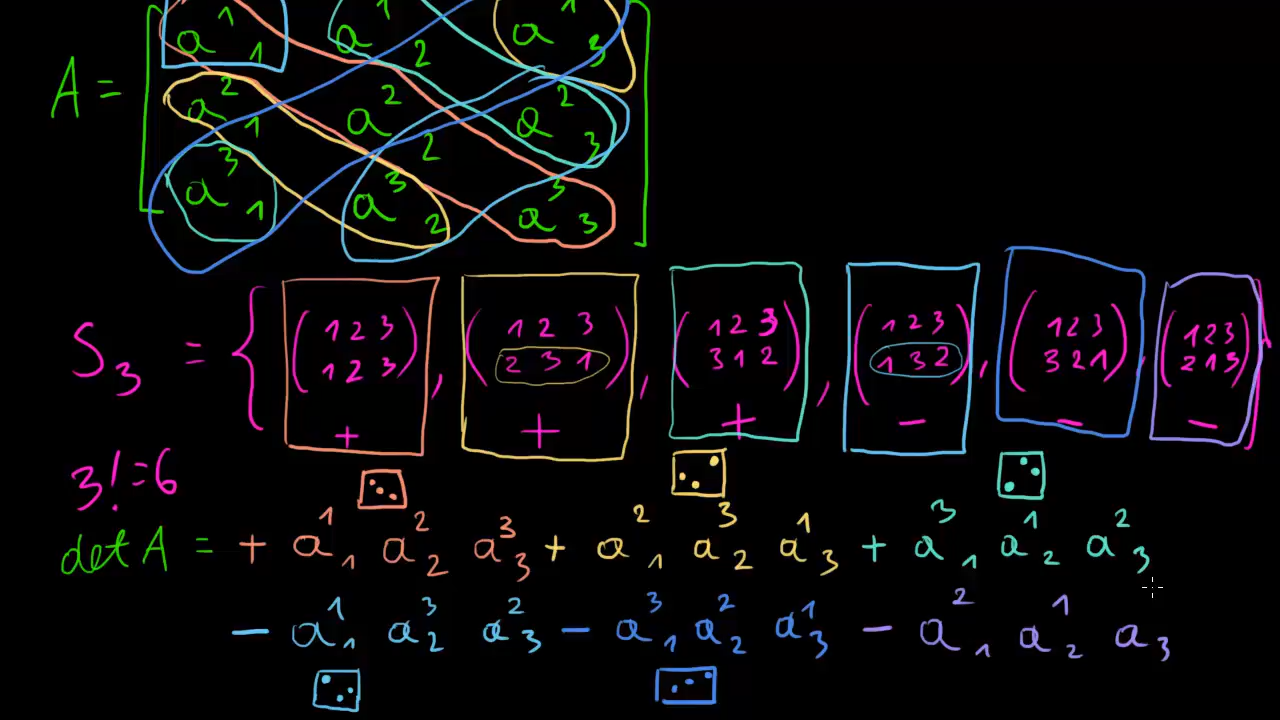 a¹₁ a¹₂ a¹₃
A = [ a²₁ a²₂ a²₃ ]
a³₁ a³₂ a³₃
S₃ = { (1 2 3 / 1 2 3), (1 2 3 / 2 3 1), (1 2 3 / 3 1 2), (1 2 3 / 1 3 2), (1 2 3 / 3 2 1), (1 2 3 / 2 1 3) }
+ + + − − −
3! = 6
det A = + a¹₁ a²₂ a³₃ + a²₁ a³₂ a¹₃ + a³₁ a¹₂ a²₃
− a¹₁ a³₂ a²₃ − a³₁ a²₂ a¹₃ − a²₁ a¹₂ a₃